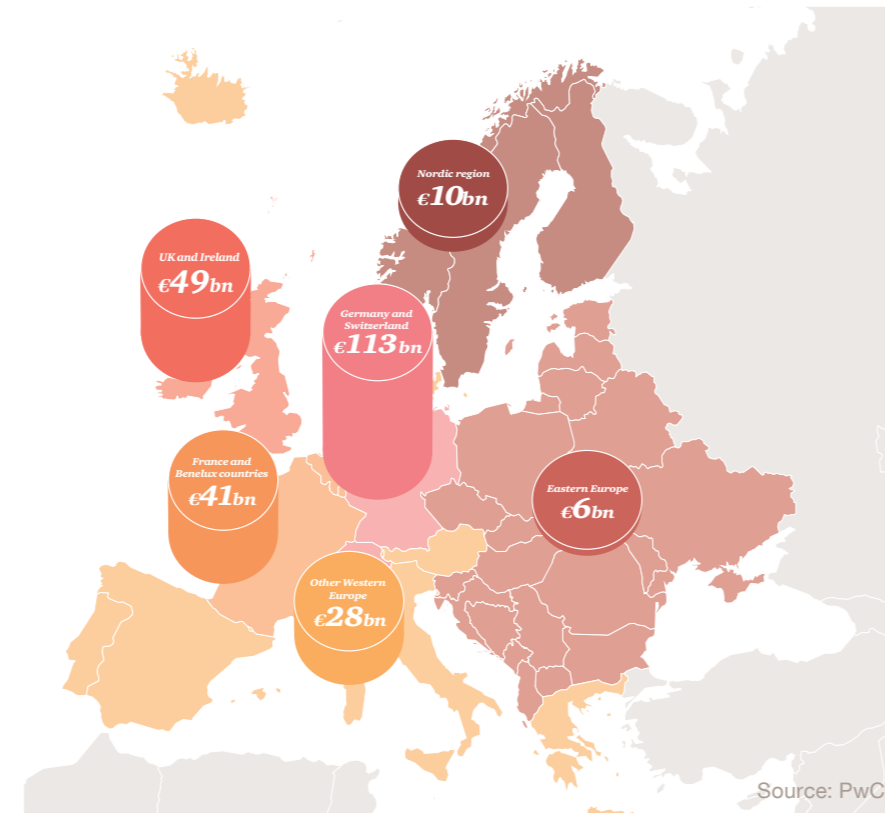 Nordic region
€10bn
UK and Ireland
€49bn
Germany and
Switzerland
€113bn
France and
Benelux countries
€41bn
Eastern Europe
€6bn
Other Western
Europe
€28bn
Source: PwC